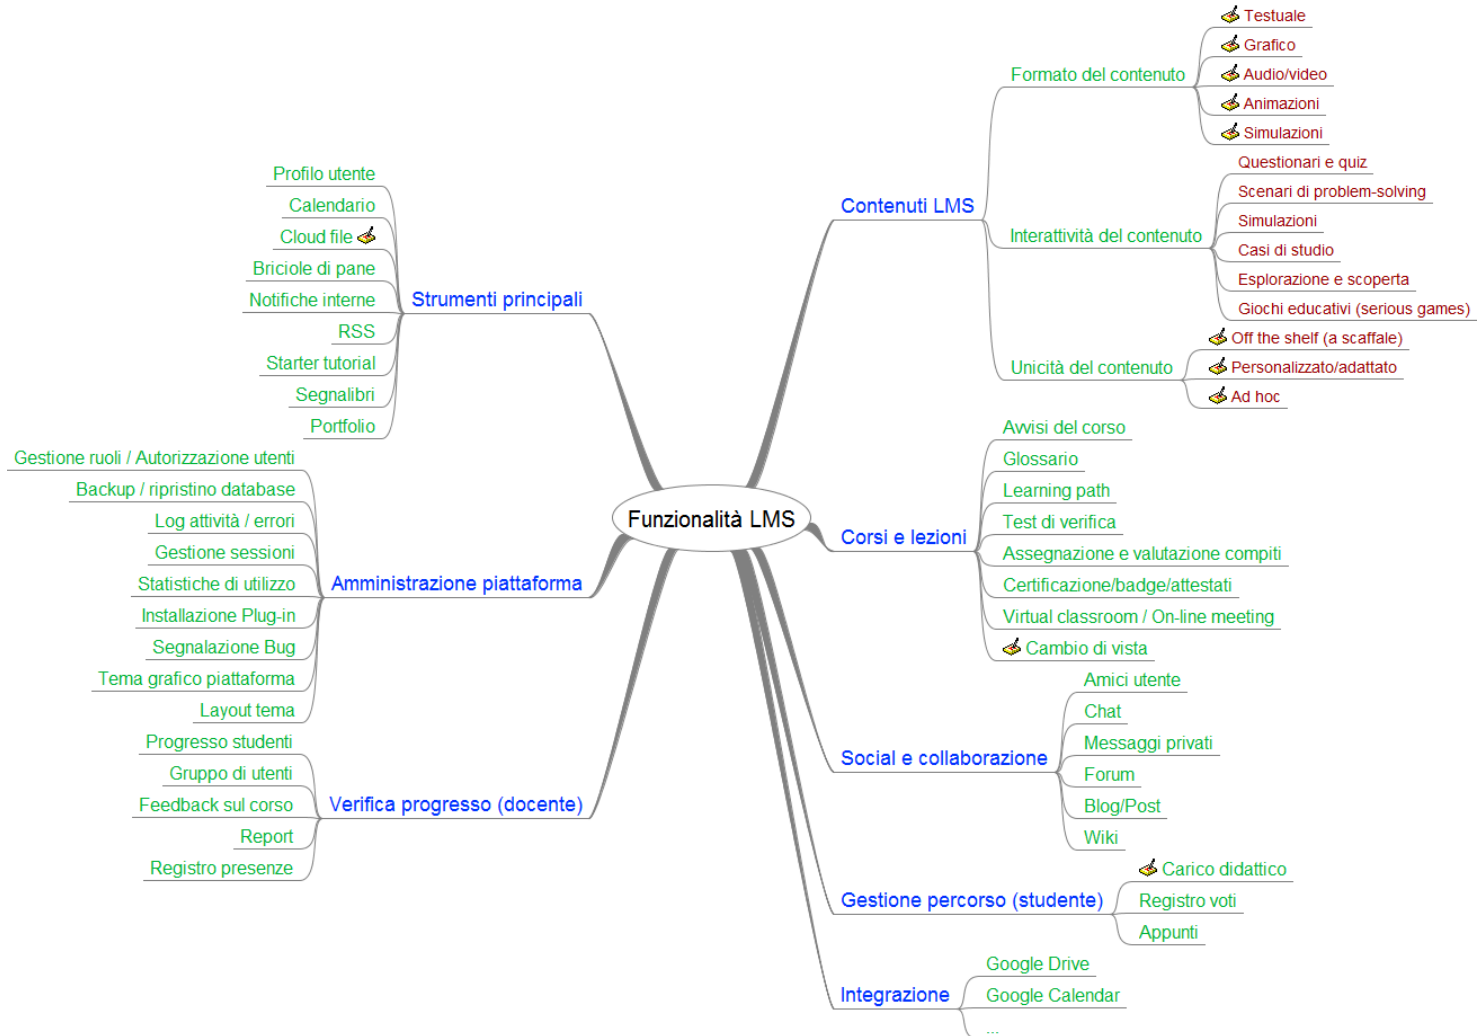 Funzionalità LMS
Contenuti LMS
Formato del contenuto
Testuale
Grafico
Audio/video
Animazioni
Simulazioni
Interattività del contenuto
Questionari e quiz
Scenari di problem-solving
Simulazioni
Casi di studio
Esplorazione e scoperta
Giochi educativi (serious games)
Unicità del contenuto
Off the shelf (a scaffale)
Personalizzato/adattato
Ad hoc
Corsi e lezioni
Avvisi del corso
Glossario
Learning path
Test di verifica
Assegnazione e valutazione compiti
Certificazione/badge/attestati
Virtual classroom / On-line meeting
Cambio di vista
Social e collaborazione
Amici utente
Chat
Messaggi privati
Forum
Blog/Post
Wiki
Gestione percorso (studente)
Carico didattico
Registro voti
Appunti
Integrazione
Google Drive
Google Calendar
...
Strumenti principali
Profilo utente
Calendario
Cloud file
Briciole di pane
Notifiche interne
RSS
Starter tutorial
Segnalibri
Portfolio
Amministrazione piattaforma
Gestione ruoli / Autorizzazione utenti
Backup / ripristino database
Log attività / errori
Gestione sessioni
Statistiche di utilizzo
Installazione Plug-in
Segnalazione Bug
Tema grafico piattaforma
Layout tema
Verifica progresso (docente)
Progresso studenti
Gruppo di utenti
Feedback sul corso
Report
Registro presenze